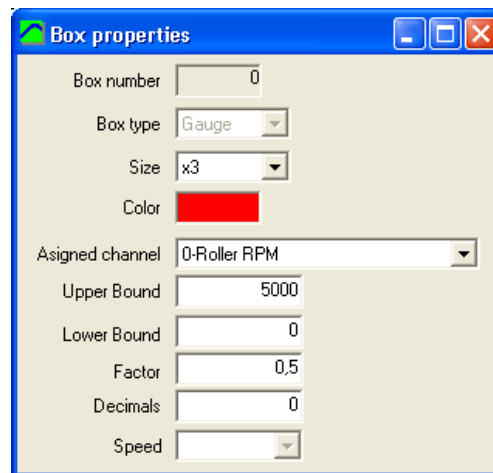 Box properties
Box number 0
Box type Gauge
Size x3
Color
Asigned channel 0-Roller RPM
Upper Bound 5000
Lower Bound 0
Factor 0,5
Decimals 0
Speed